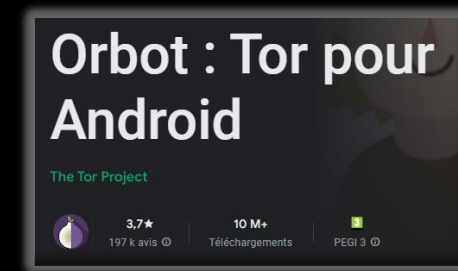 Orbot : Tor pour
Android
The Tor Project
3,7★ 10 M+ 3
197 k avis Téléchargements PEGI 3